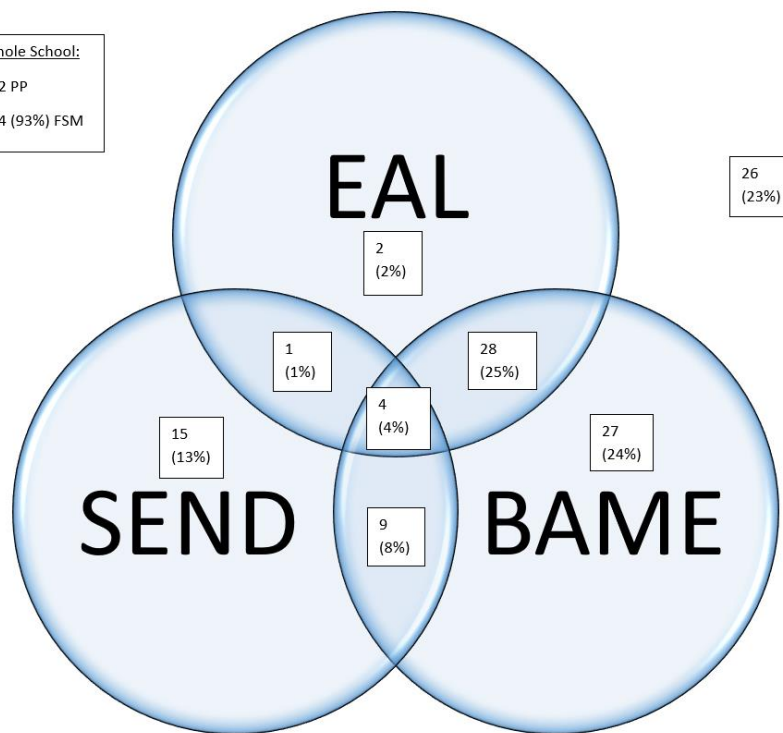 hole School:
2 PP
4 (93%) FSM
EAL
26
(23%)
2
(2%)
1
(1%)
28
(25%)
4
(4%)
15
(13%)
27
(24%)
SEND
BAME
9
(8%)